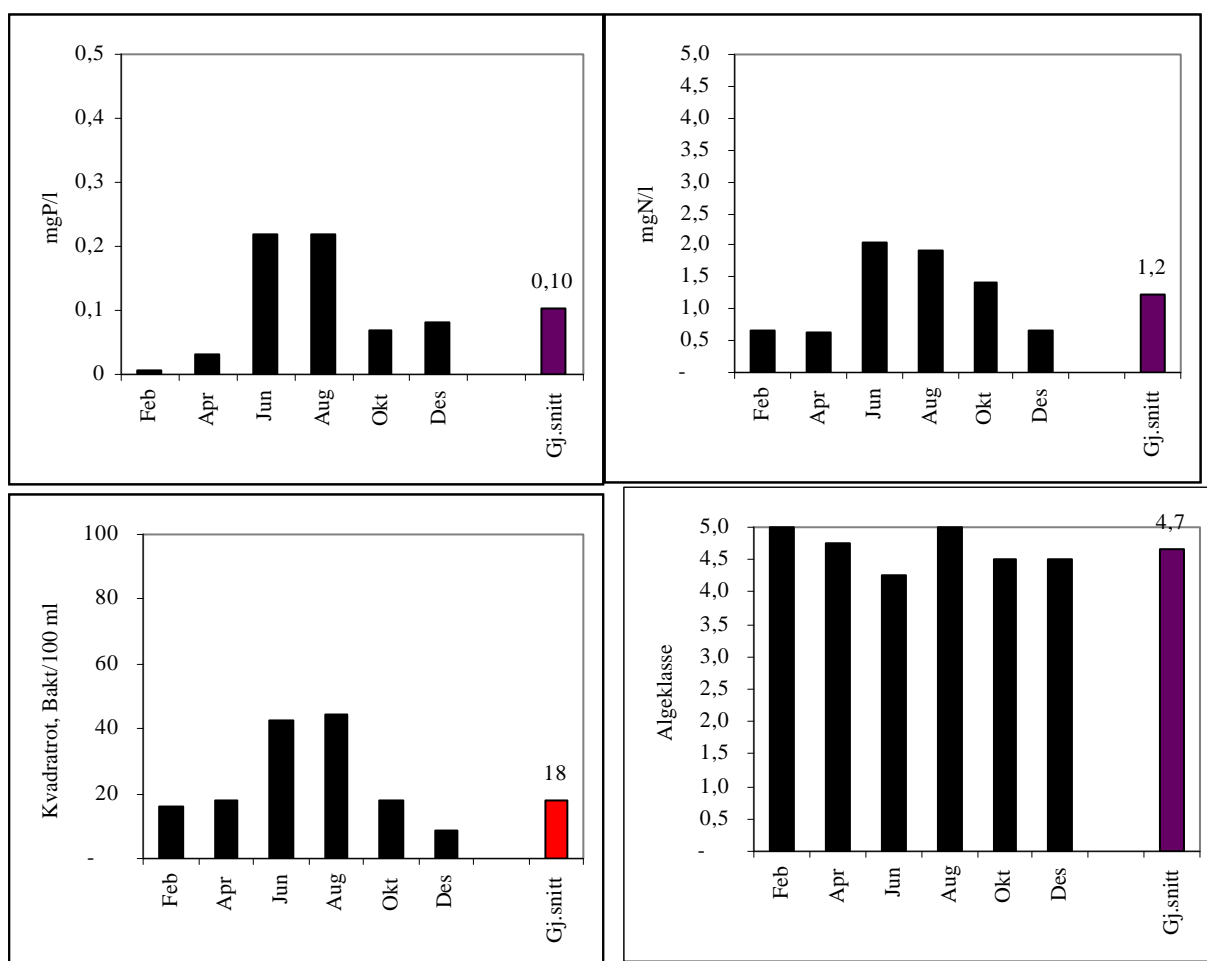 mgP/l
0,5
0,4
0,3
0,2
0,1
0
0,10
Feb
Apr
Jun
Aug
Okt
Des
Gj.snitt
mgN/l
5,0
4,5
4,0
3,5
3,0
2,5
2,0
1,5
1,0
0,5
-
1,2
Feb
Apr
Jun
Aug
Okt
Des
Gj.snitt
Kvadratrot, Bakt/100 ml
100
80
60
40
20
-
18
Feb
Apr
Jun
Aug
Okt
Des
Gj.snitt
Algeklasse
5,0
4,5
5,0
4,5
4,0
3,5
3,0
2,5
2,0
1,5
1,0
0,5
-
4,7
Feb
Apr
Jun
Aug
Okt
Des
Gj.snitt